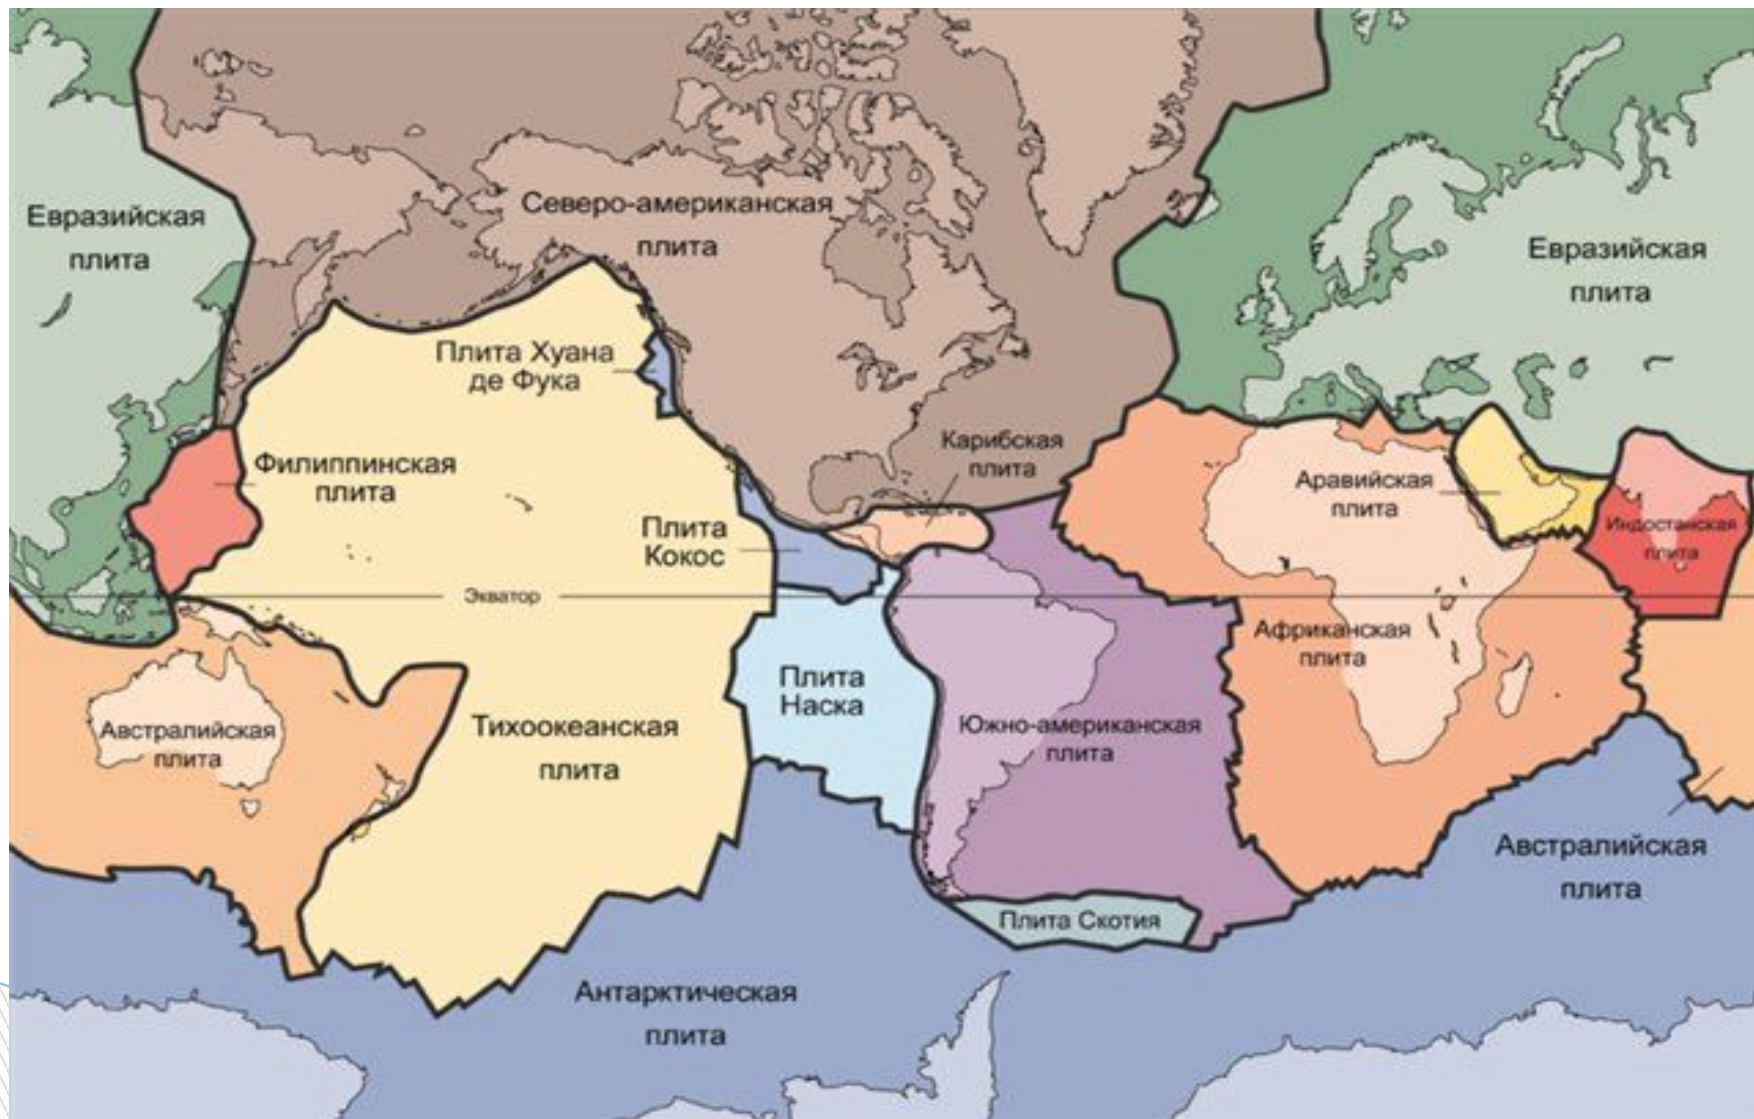 Евразийская
плита
Северо-американская
плита
Евразийская
плита
Плита Хуана
де Фука
Карибская
плита
Филиппинская
плита
Аравийская
плита
Плита
Кокос
Индостанская
плита
Экватор
Африканская
плита
Плита
Наска
Австралийская
плита
Тихоокеанская
плита
Южно-американская
плита
Австралийская
плита
Плита Скотия
Антарктическая
плита